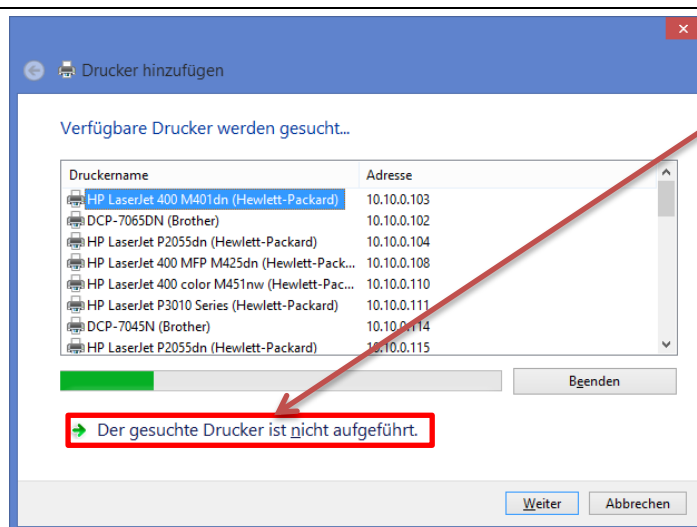 Drucker hinzufügen
Verfügbare Drucker werden gesucht...
Druckername Adresse
HP LaserJet 400 M401dn (Hewlett-Packard) 10.10.0.103
DCP-7065DN (Brother) 10.10.0.102
HP LaserJet P2055dn (Hewlett-Packard) 10.10.0.104
HP LaserJet 400 MFP M425dn (Hewlett-Pack... 10.10.0.108
HP LaserJet 400 color M451nw (Hewlett-Pac... 10.10.0.110
HP LaserJet P3010 Series (Hewlett-Packard) 10.10.0.111
DCP-7045N (Brother) 10.10.0.114
HP LaserJet P2055dn (Hewlett-Packard) 10.10.0.115
Beenden
Der gesuchte Drucker ist nicht aufgeführt.
Weiter Abbrechen